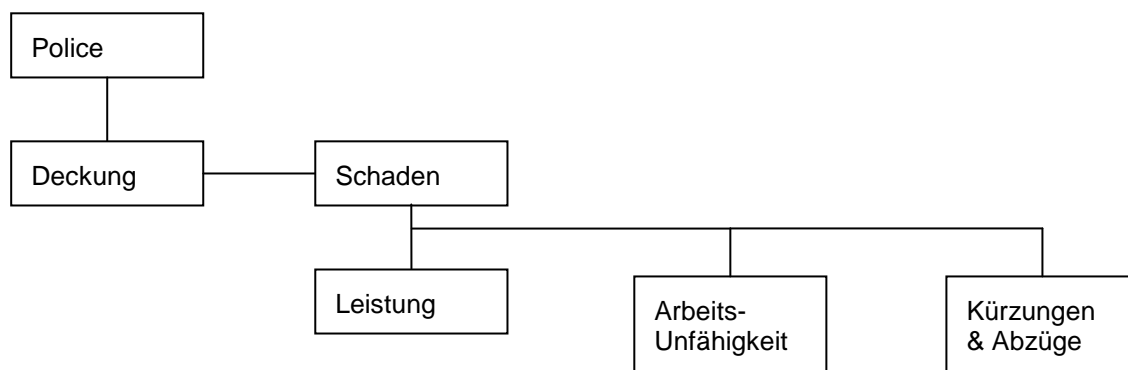 Police
Deckung
Schaden
Leistung
Arbeits-
Unfähigkeit
Kürzungen
& Abzüge